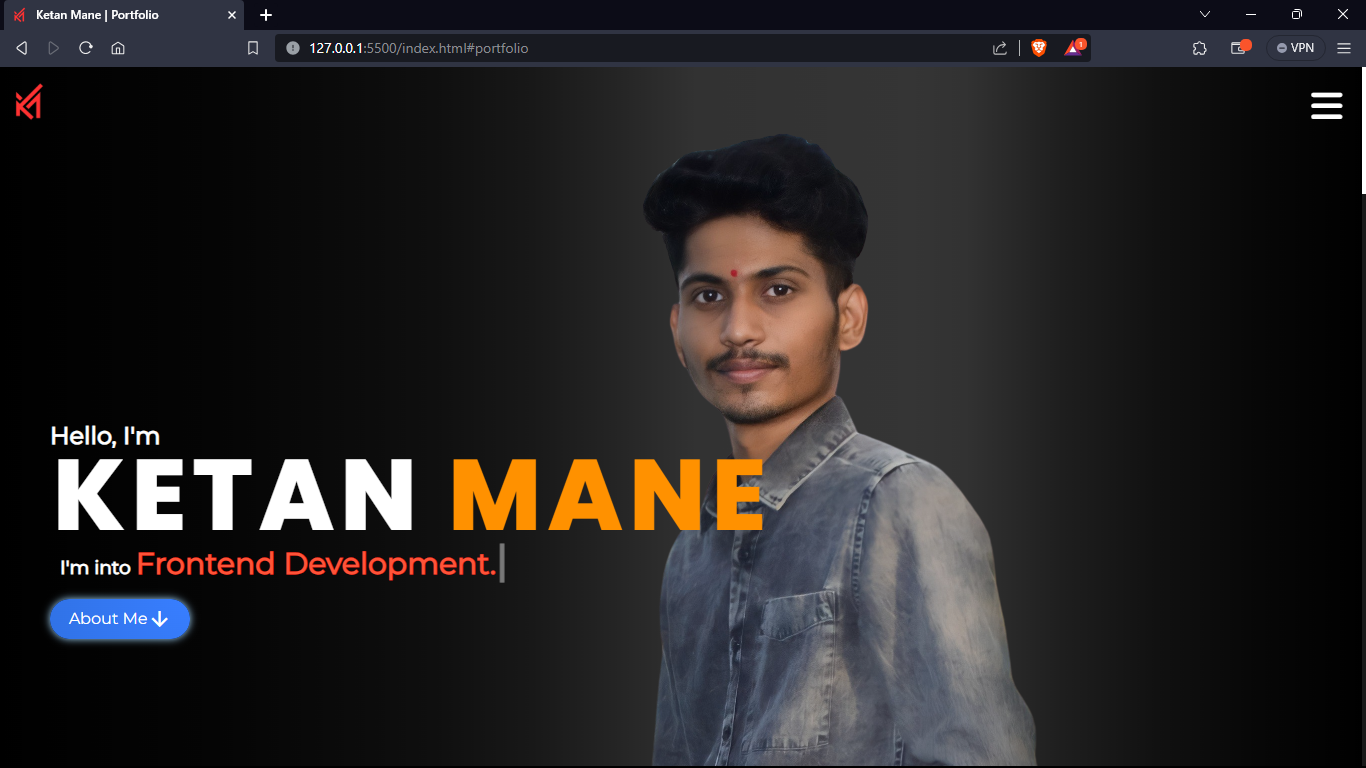 Ketan Mane | Portfolio
127.0.0.1:5500/index.html#portfolio
1
VPN
Hello, I'm
KETAN MANE
I'm into Frontend Development.
About Me